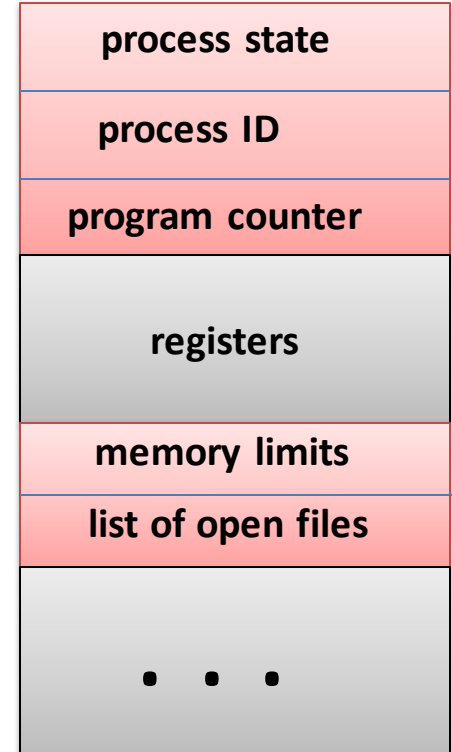 process state
process ID
program counter
registers
memory limits
list of open files
. . .